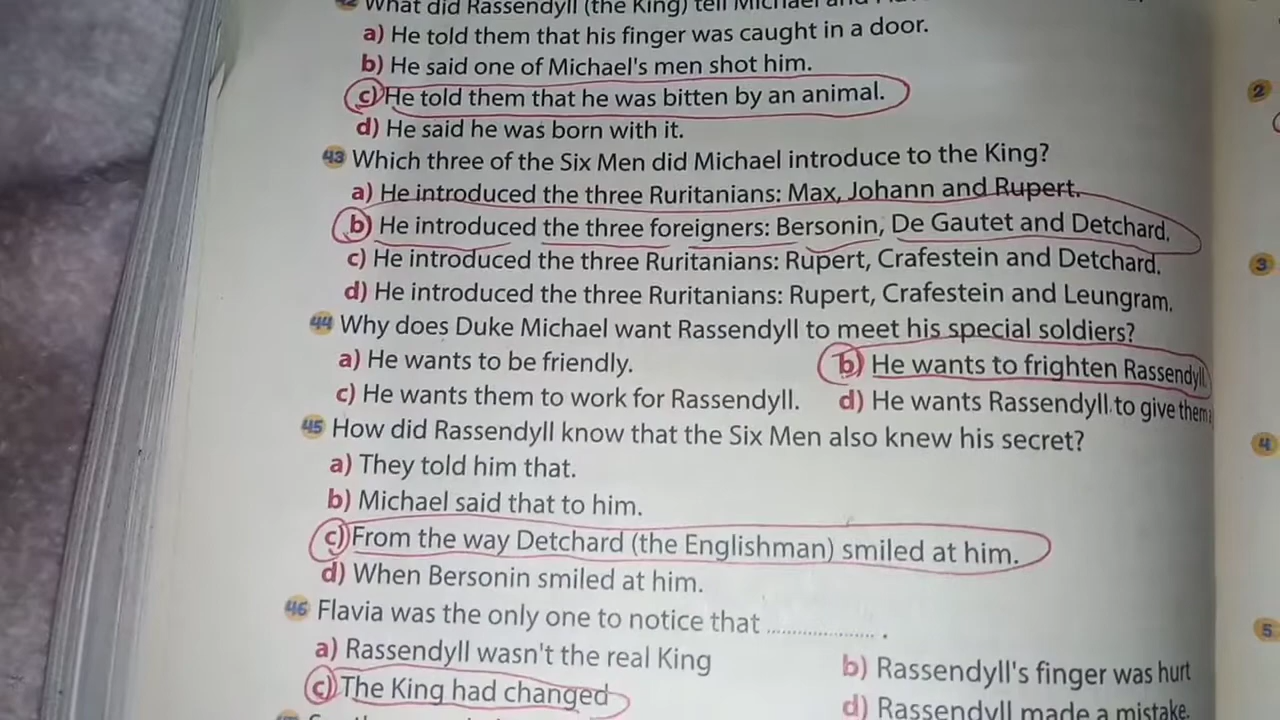 42 What did Rassendyll (the King) tell Michael and
a) He told them that his finger was caught in a door.
b) He said one of Michael's men shot him.
c) He told them that he was bitten by an animal.
d) He said he was born with it.
43 Which three of the Six Men did Michael introduce to the King?
a) He introduced the three Ruritanians: Max, Johann and Rupert.
b) He introduced the three foreigners: Bersonin, De Gautet and Detchard.
c) He introduced the three Ruritanians: Rupert, Crafestein and Detchard.
d) He introduced the three Ruritanians: Rupert, Crafestein and Leungram.
44 Why does Duke Michael want Rassendyll to meet his special soldiers?
a) He wants to be friendly. b) He wants to frighten Rassendyll.
c) He wants them to work for Rassendyll. d) He wants Rassendyll to give them
45 How did Rassendyll know that the Six Men also knew his secret?
a) They told him that.
b) Michael said that to him.
c) From the way Detchard (the Englishman) smiled at him.
d) When Bersonin smiled at him.
46 Flavia was the only one to notice that .................... .
a) Rassendyll wasn't the real King b) Rassendyll's finger was hurt
c) The King had changed d) Rassendyll made a mistake.
2
3
4
5